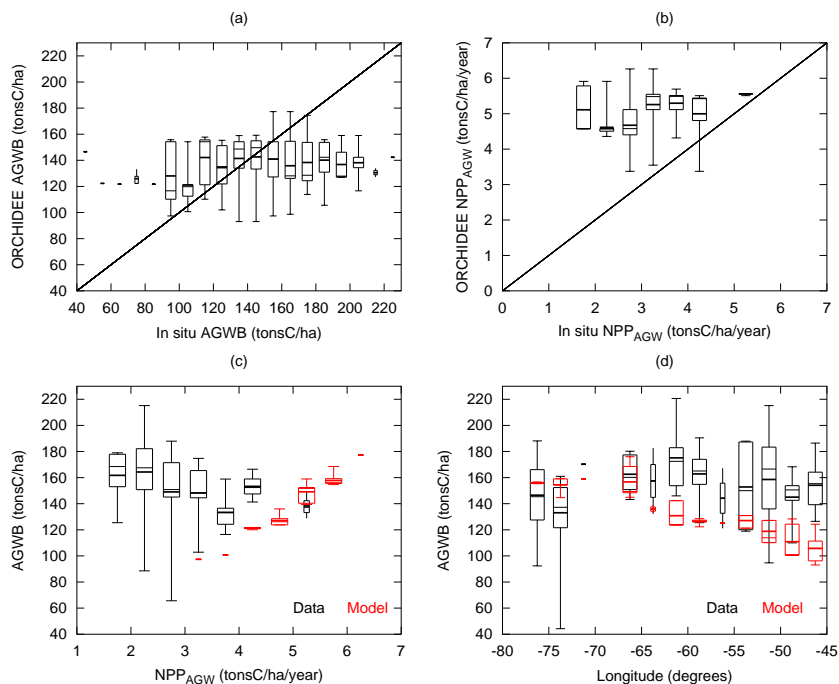 (a)
ORCHIDEE AGWB (tonsC/ha)
220
200
180
160
140
120
100
80
60
40
40 60 80 100 120 140 160 180 200 220
In situ AGWB (tonsC/ha)
(b)
ORCHIDEE NPP_AGW (tonsC/ha/year)
7
6
5
4
3
2
1
0
0 1 2 3 4 5 6 7
In situ NPP_AGW (tonsC/ha/year)
(c)
AGWB (tonsC/ha)
220
200
180
160
140
120
100
80
60
40
Data Model
1 2 3 4 5 6 7
NPP_AGW (tonsC/ha/year)
(d)
AGWB (tonsC/ha)
220
200
180
160
140
120
100
80
60
40
Data Model
-80 -75 -70 -65 -60 -55 -50 -45
Longitude (degrees)